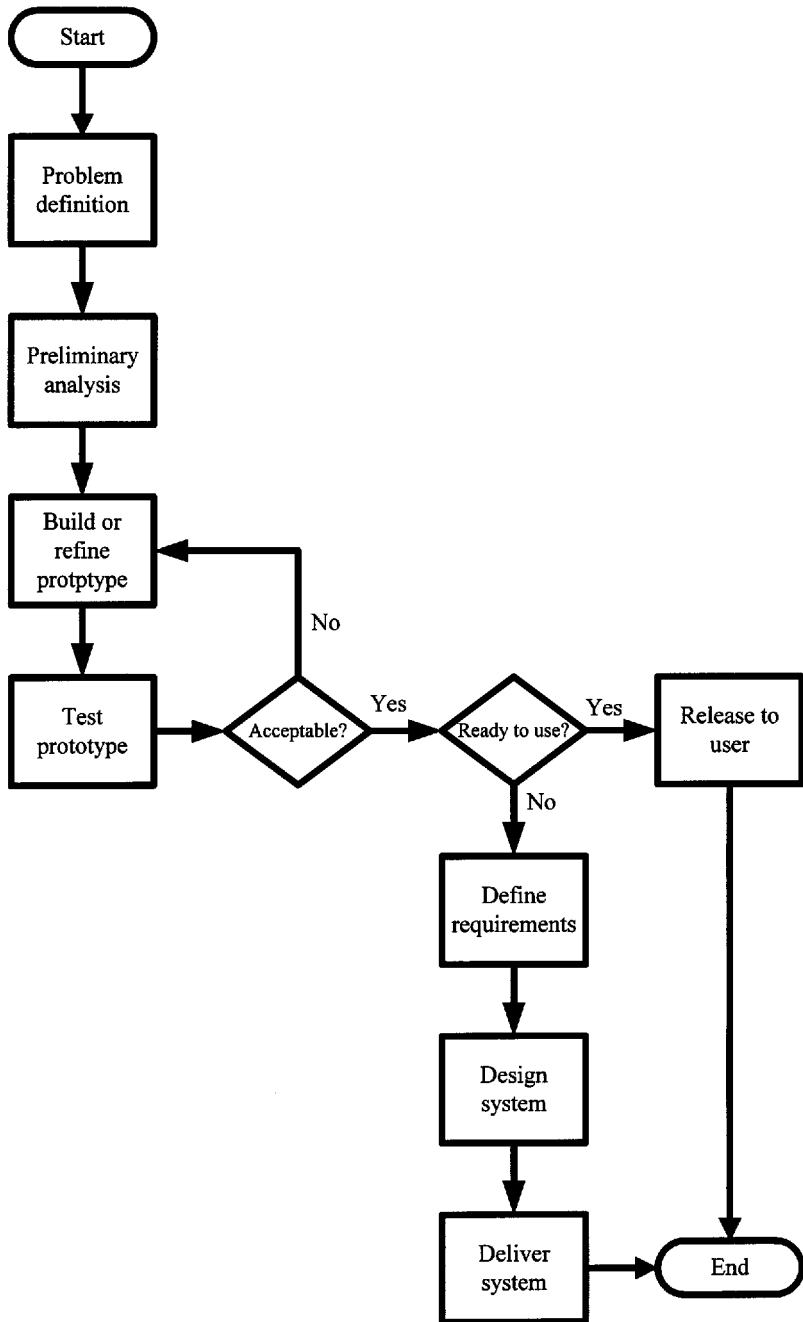 Start
Problem
definition
Preliminary
analysis
Build or
refine
protptype
No
Test
prototype
Acceptable?
Yes
Ready to use?
Yes
Release to
user
No
Define
requirements
Design
system
Deliver
system
End